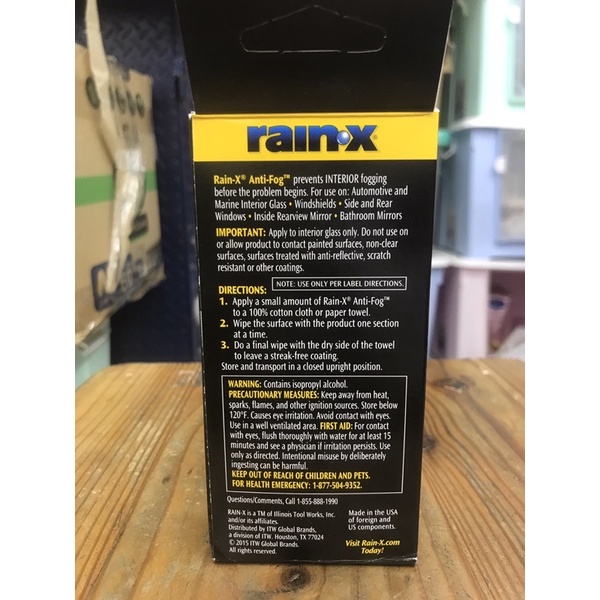 rain•x®
Rain-X® Anti-Fog™ prevents INTERIOR fogging
before the problem begins. For use on: Automotive and
Marine Interior Glass • Windshields • Side and Rear
Windows • Inside Rearview Mirror • Bathroom Mirrors
IMPORTANT: Apply to interior glass only. Do not use on
or allow product to contact painted surfaces, non-clear
surfaces, surfaces treated with anti-reflective, scratch
resistant or other coatings.
NOTE: USE ONLY PER LABEL DIRECTIONS.
DIRECTIONS:
1. Apply a small amount of Rain-X® Anti-Fog™
to a 100% cotton cloth or paper towel.
2. Wipe the surface with the product one section
at a time.
3. Do a final wipe with the dry side of the towel
to leave a streak-free coating.
Store and transport in a closed upright position.
WARNING: Contains isopropyl alcohol.
PRECAUTIONARY MEASURES: Keep away from heat,
sparks, flames, and other ignition sources. Store below
120°F. Causes eye irritation. Avoid contact with eyes.
Use in a well ventilated area. FIRST AID: For contact
with eyes, flush thoroughly with water for at least 15
minutes and see a physician if irritation persists. Use
only as directed. Intentional misuse by deliberately
ingesting can be harmful.
KEEP OUT OF REACH OF CHILDREN AND PETS.
FOR HEALTH EMERGENCY: 1-877-504-9352.
Questions/Comments, Call 1-855-888-1990
RAIN-X is a TM of Illinois Tool Works, Inc.
and/or its affiliates.
Distributed by ITW Global Brands,
a division of ITW. Houston, TX 77024
© 2015 ITW Global Brands.
All rights reserved.
Made in the USA
of foreign and
US components.
Visit Rain-X.com
Today!